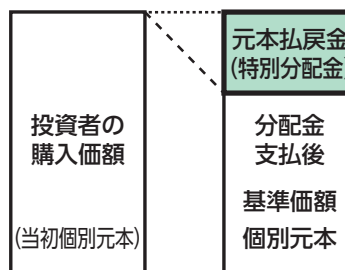 投資者の
購入価額
(当初個別元本)
元本払戻金
(特別分配金)
分配金
支払後
基準価額
個別元本